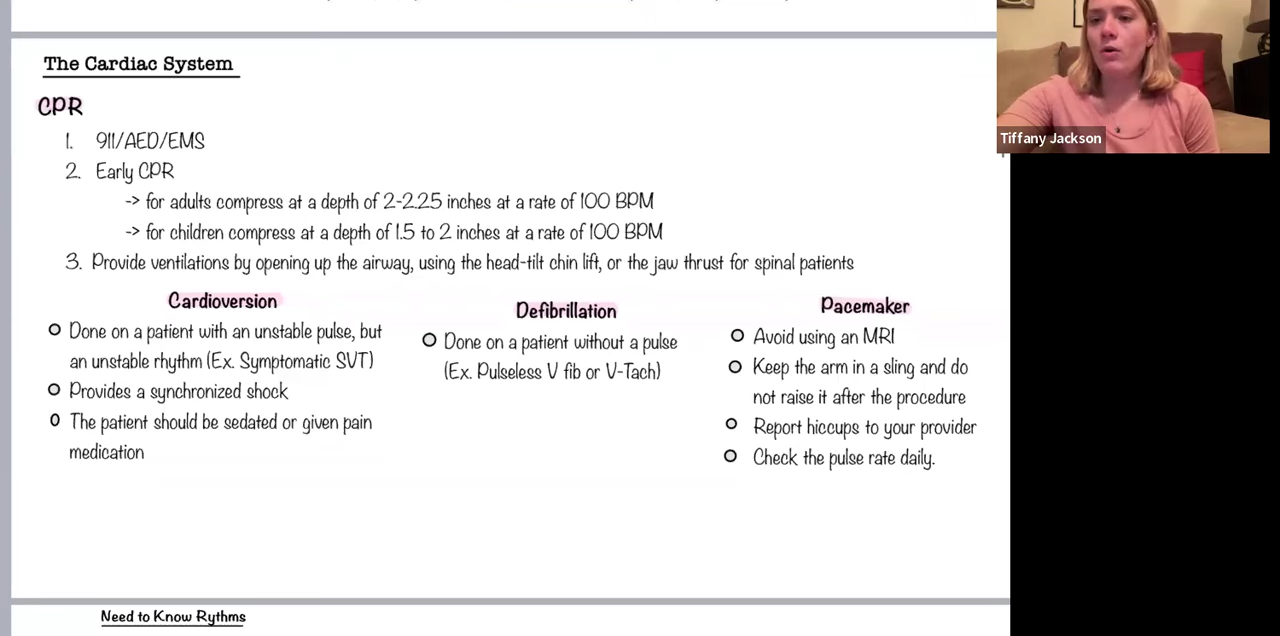 The Cardiac System
CPR
1. 911/AED/EMS
2. Early CPR
-> for adults compress at a depth of 2-2.25 inches at a rate of 100 BPM
-> for children compress at a depth of 1.5 to 2 inches at a rate of 100 BPM
3. Provide ventilations by opening up the airway, using the head-tilt chin lift, or the jaw thrust for spinal patients
Cardioversion
Done on a patient with an unstable pulse, but
an unstable rhythm (Ex. Symptomatic SVT)
Provides a synchronized shock
The patient should be sedated or given pain
medication
Defibrillation
Done on a patient without a pulse
(Ex. Pulseless V fib or V-Tach)
Pacemaker
Avoid using an MRI
Keep the arm in a sling and do
not raise it after the procedure
Report hiccups to your provider
Check the pulse rate daily.
Need to Know Rythms
Tiffany Jackson